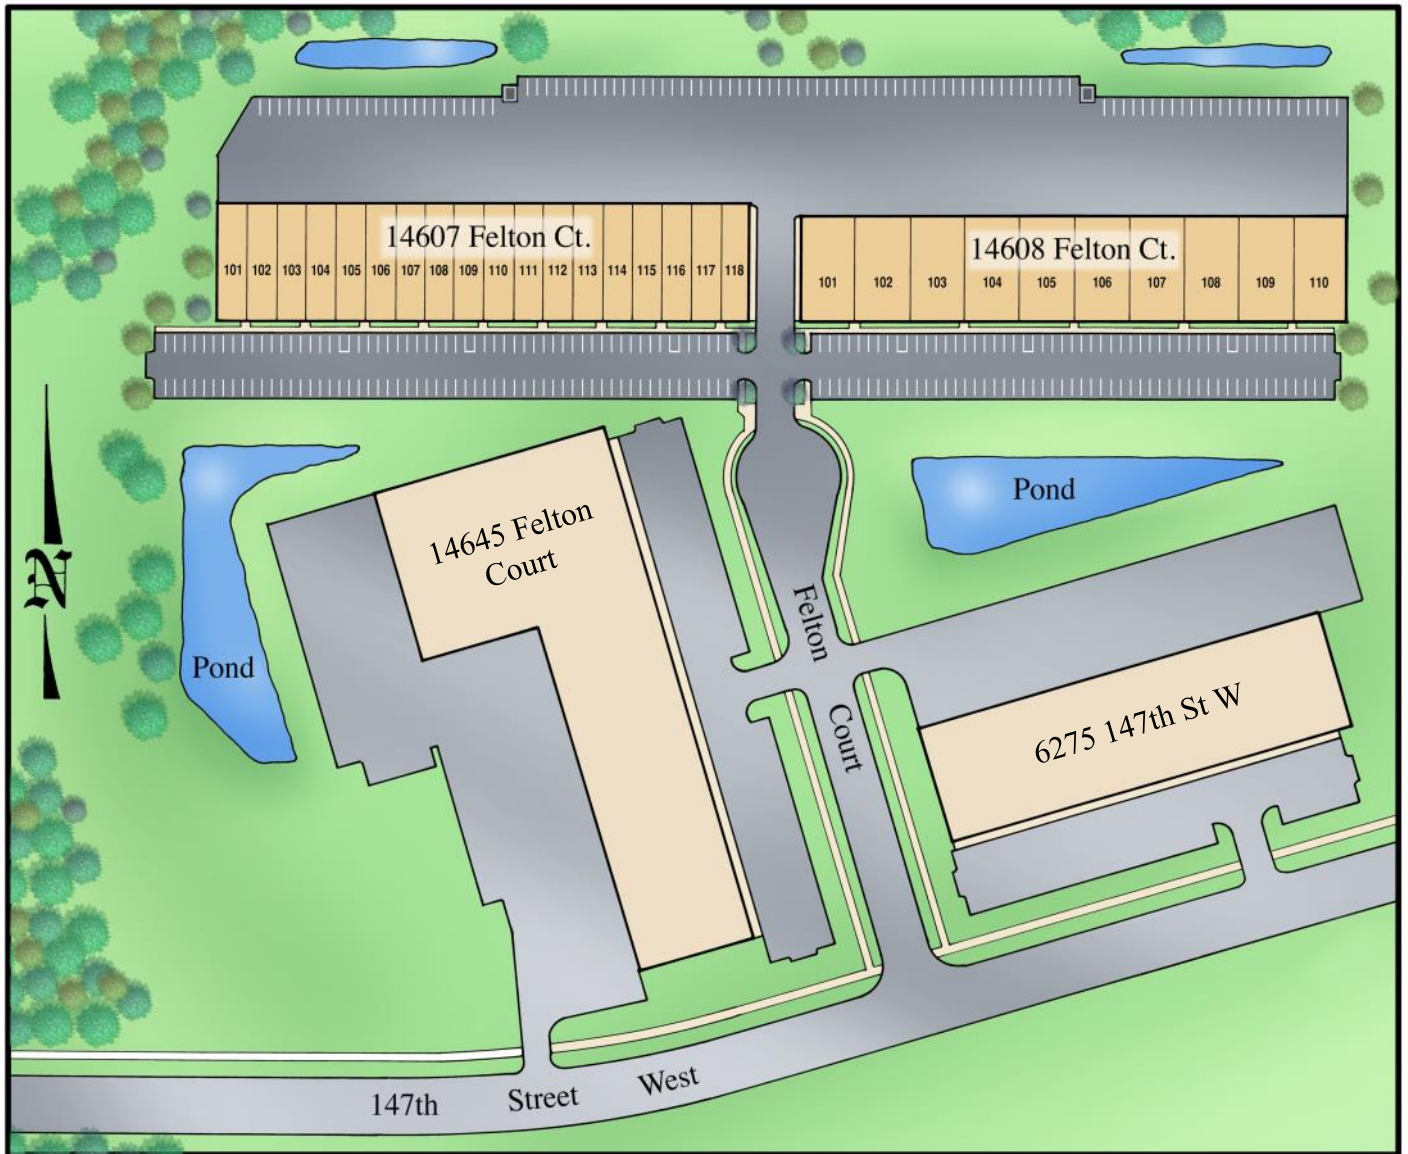 14607 Felton Ct.
101 102 103 104 105 106 107 108 109 110 111 112 113 114 115 116 117 118
14608 Felton Ct.
101 102 103 104 105 106 107 108 109 110
14645 Felton
Court
Pond
Pond
N
Felton
Court
6275 147th St W
147th Street West